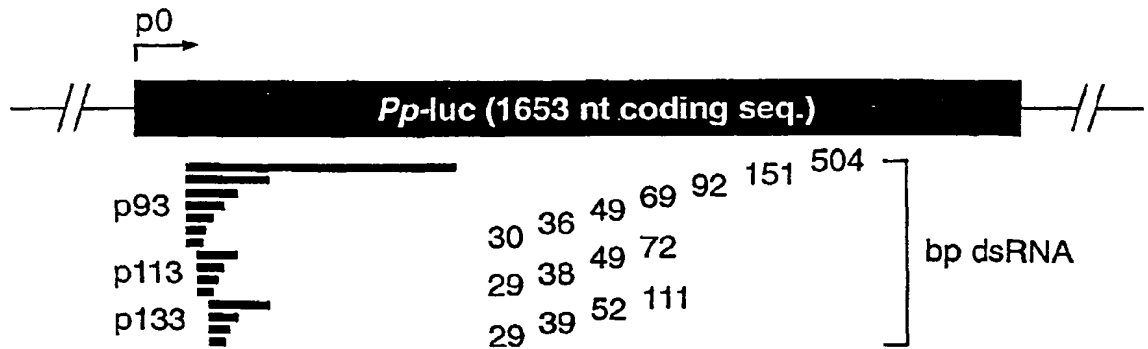 p0
Pp-luc (1653 nt coding seq.)
p93
30 36 49 69 92 151 504
p113
29 38 49 72
p133
29 39 52 111
bp dsRNA